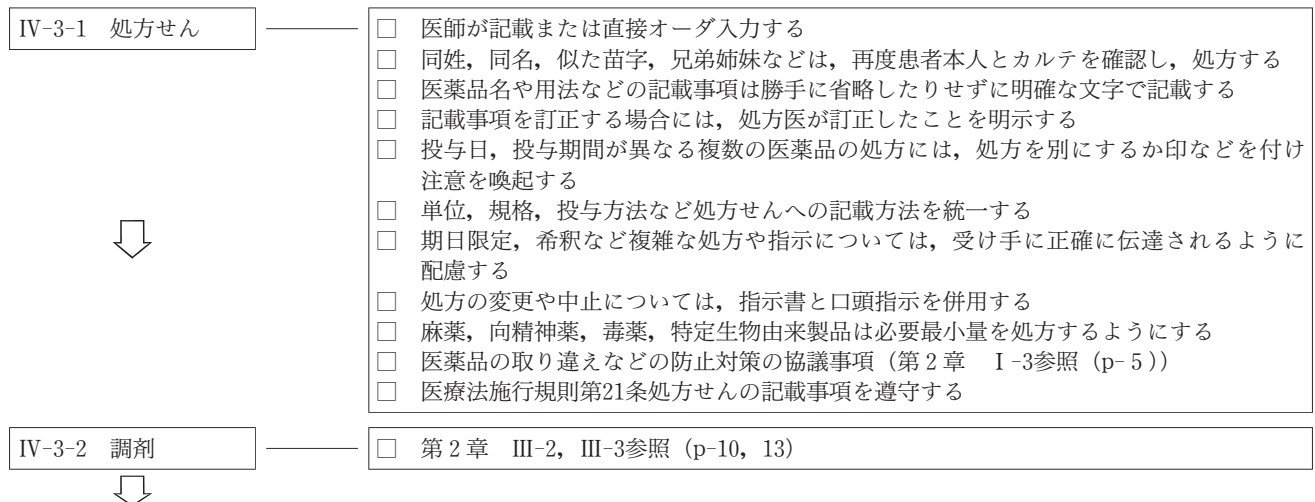 IV-3-1 処方せん
□ 医師が記載または直接オーダ入力する
□ 同姓，同名，似た苗字，兄弟姉妹などは，再度患者本人とカルテを確認し，処方する
□ 医薬品名や用法などの記載事項は勝手に省略したりせずに明確な文字で記載する
□ 記載事項を訂正する場合には，処方医が訂正したことを明示する
□ 投与日，投与期間が異なる複数の医薬品の処方には，処方を別にするか印などを付け
注意を喚起する
□ 単位，規格，投与方法など処方せんへの記載方法を統一する
□ 期日限定，希釈など複雑な処方や指示については，受け手に正確に伝達されるように
配慮する
□ 処方の変更や中止については，指示書と口頭指示を併用する
□ 麻薬，向精神薬，毒薬，特定生物由来製品は必要最小量を処方するようにする
□ 医薬品の取り違えなどの防止対策の協議事項（第２章 Ⅰ-3参照（p-５））
□ 医療法施行規則第21条処方せんの記載事項を遵守する
IV-3-2 調剤
□ 第２章 Ⅲ-2，Ⅲ-3参照（p-10，13）